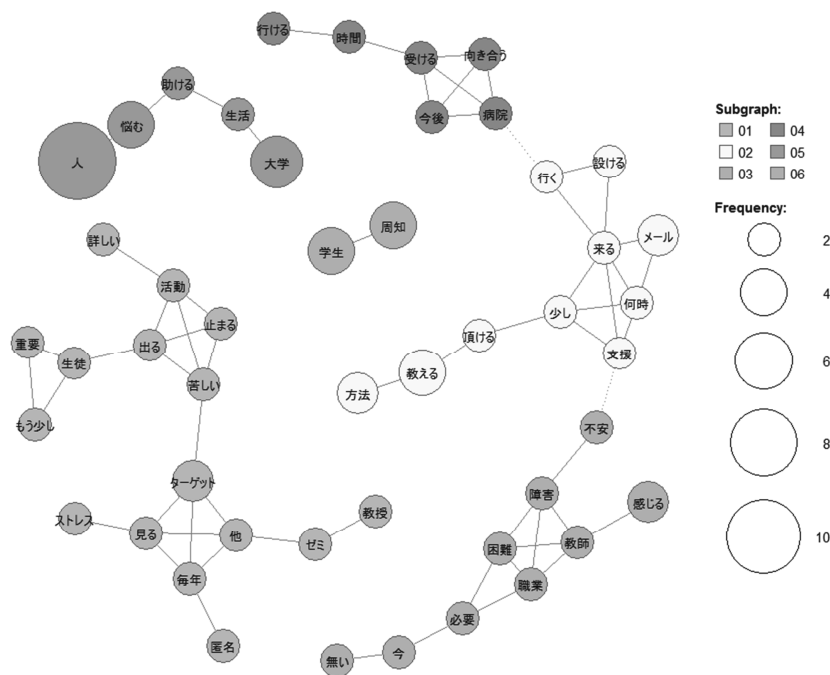 行ける
時間
受ける
向き合う
今後
病院
助ける
悩む
生活
人
大学
行く
設ける
来る
メール
少し
何時
支援
頂ける
教える
方法
周知
学生
詳しい
活動
止まる
出る
重要
生徒
苦しい
もう少し
ターゲット
ストレス
見る
他
毎年
匿名
ゼミ
教授
不安
障害
感じる
困難
教師
職業
必要
今
無い
Subgraph:
01 04
02 05
03 06
Frequency:
2
4
6
8
10